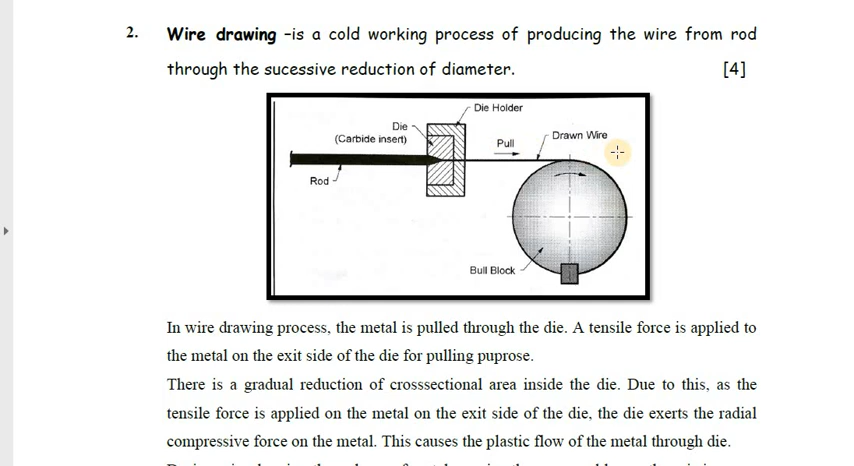 2. Wire drawing -is a cold working process of producing the wire from rod
through the sucessive reduction of diameter. [4]
Die Holder
Die
(Carbide insert)
Pull
Drawn Wire
Rod
Bull Block
In wire drawing process, the metal is pulled through the die. A tensile force is applied to
the metal on the exit side of the die for pulling puprose.
There is a gradual reduction of crosssectional area inside the die. Due to this, as the
tensile force is applied on the metal on the exit side of the die, the die exerts the radial
compressive force on the metal. This causes the plastic flow of the metal through die.